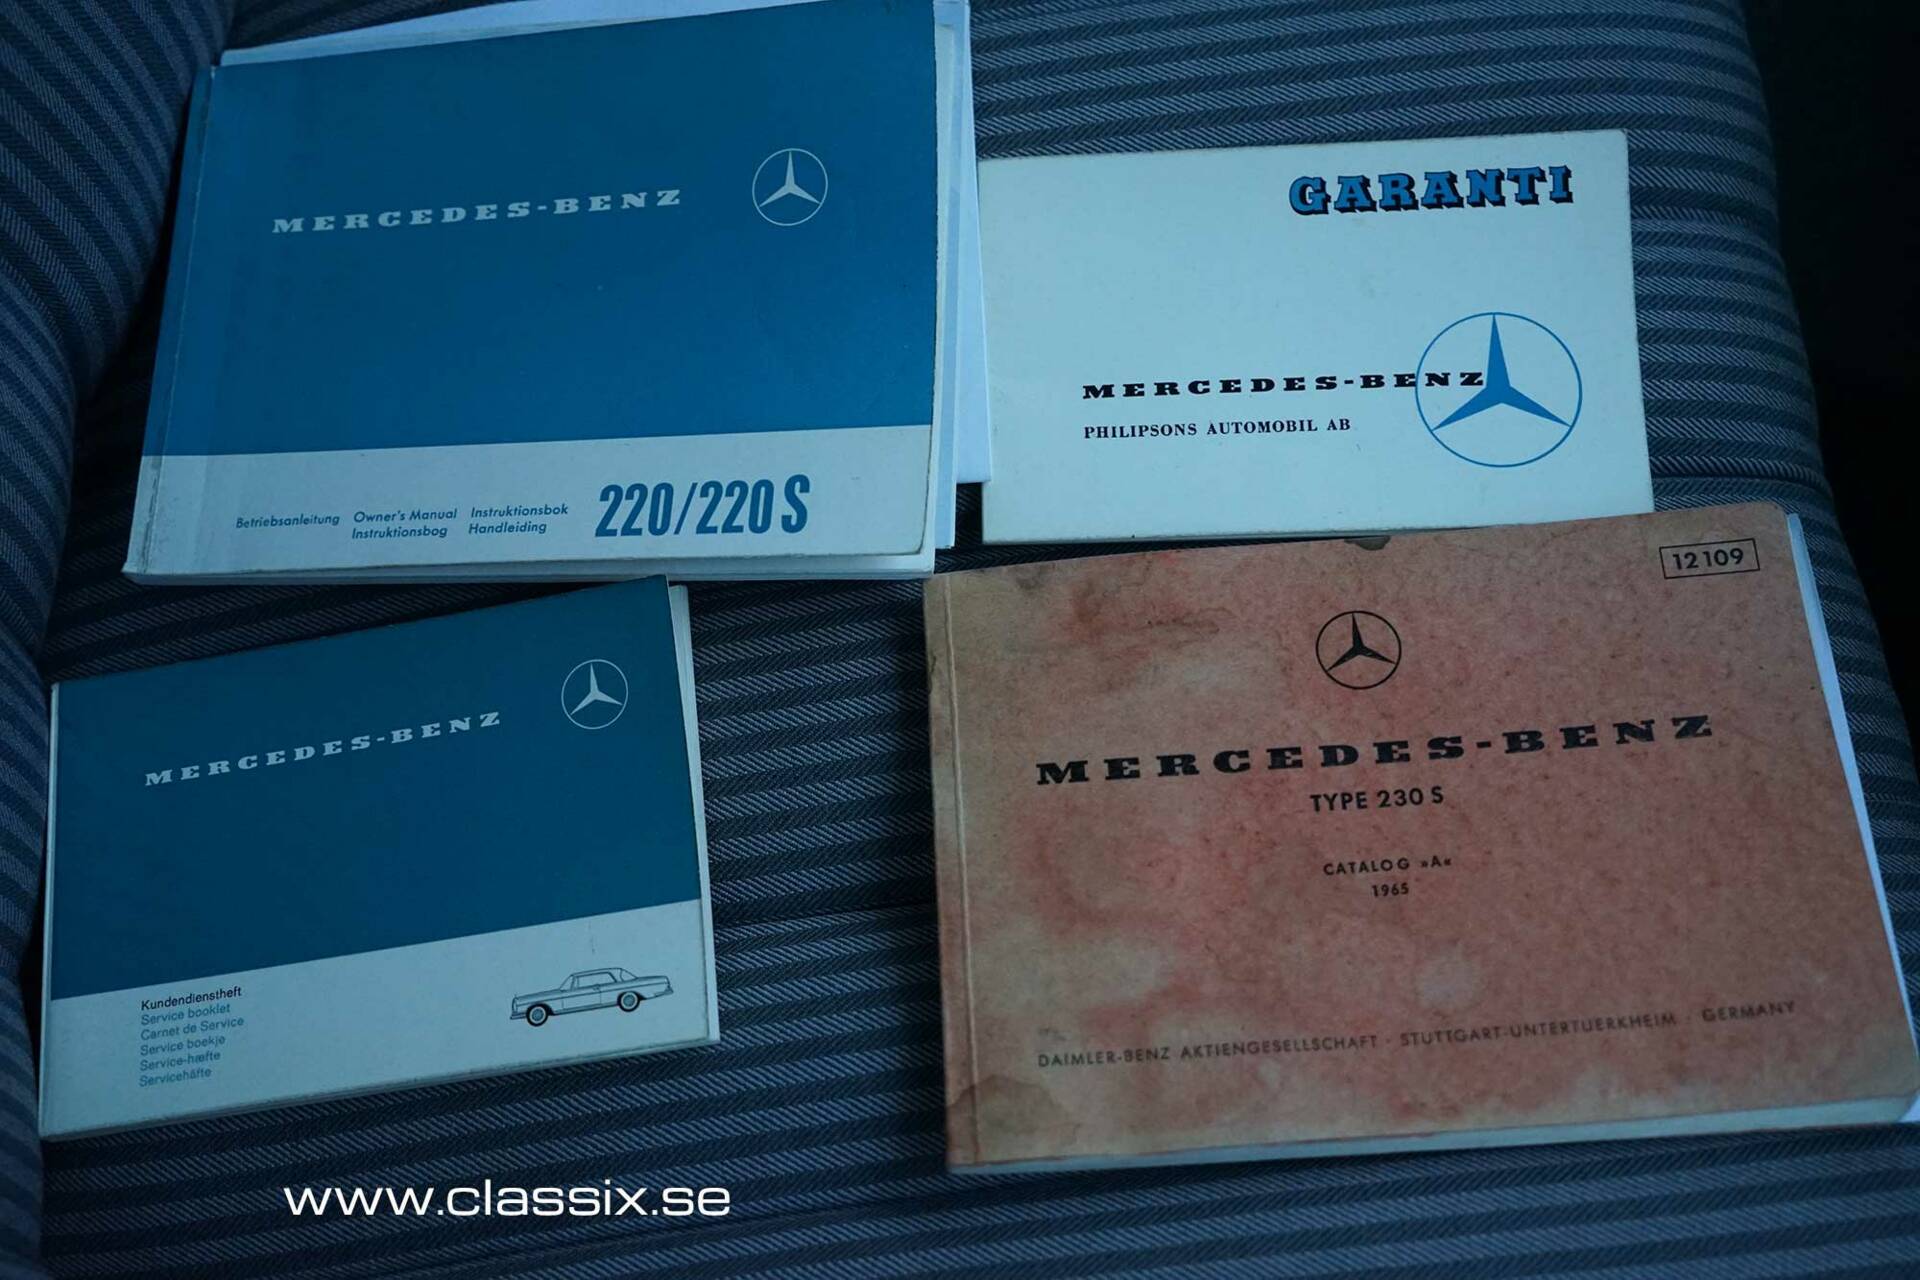 MERCEDES-BENZ
Betriebsanleitung Owner's Manual Instruktionsbok
Instruktionsbog Handleiding
220/220 S
GARANTI
MERCEDES-BENZ
PHILIPSONS AUTOMOBIL AB
MERCEDES-BENZ
Kundendienstheft
Service booklet
Carnet de Service
Service boekje
Service-hæfte
Servicehäfte
12 109
MERCEDES-BENZ
TYPE 230 S
CATALOG »A«
1965
DAIMLER-BENZ AKTIENGESELLSCHAFT · STUTTGART-UNTERTUERKHEIM · GERMANY
www.classix.se